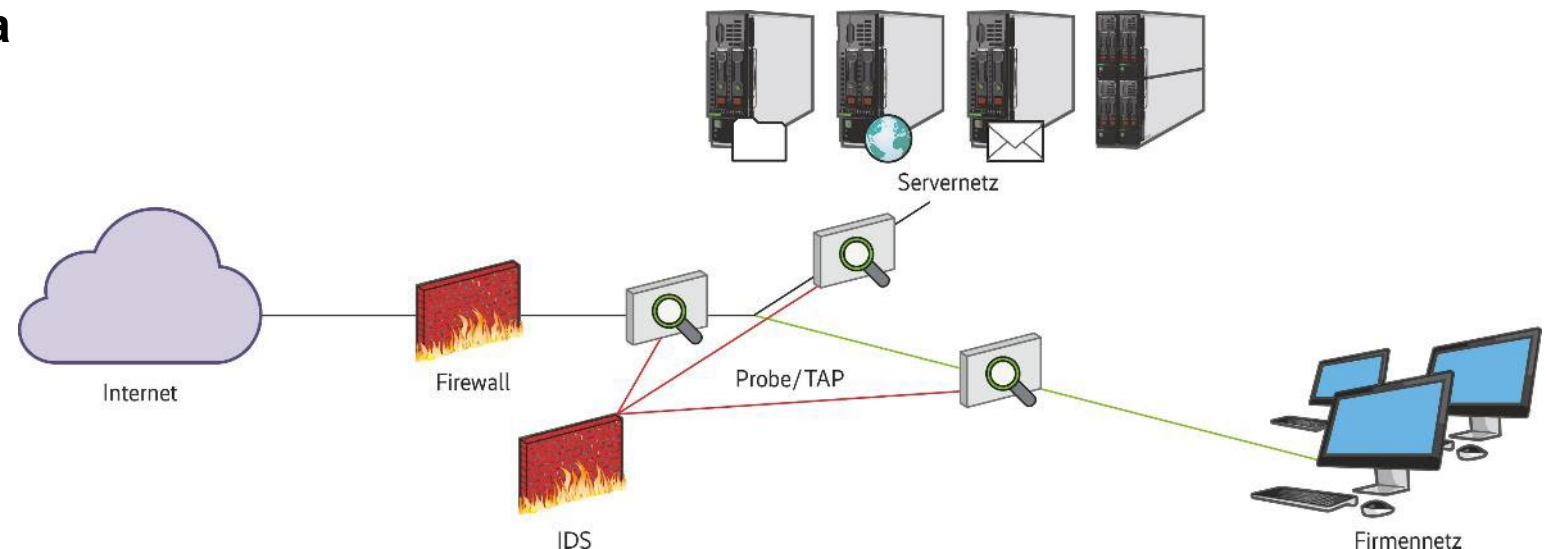 a
Servernetz
Internet
Firewall
Probe/TAP
IDS
Firmennetz